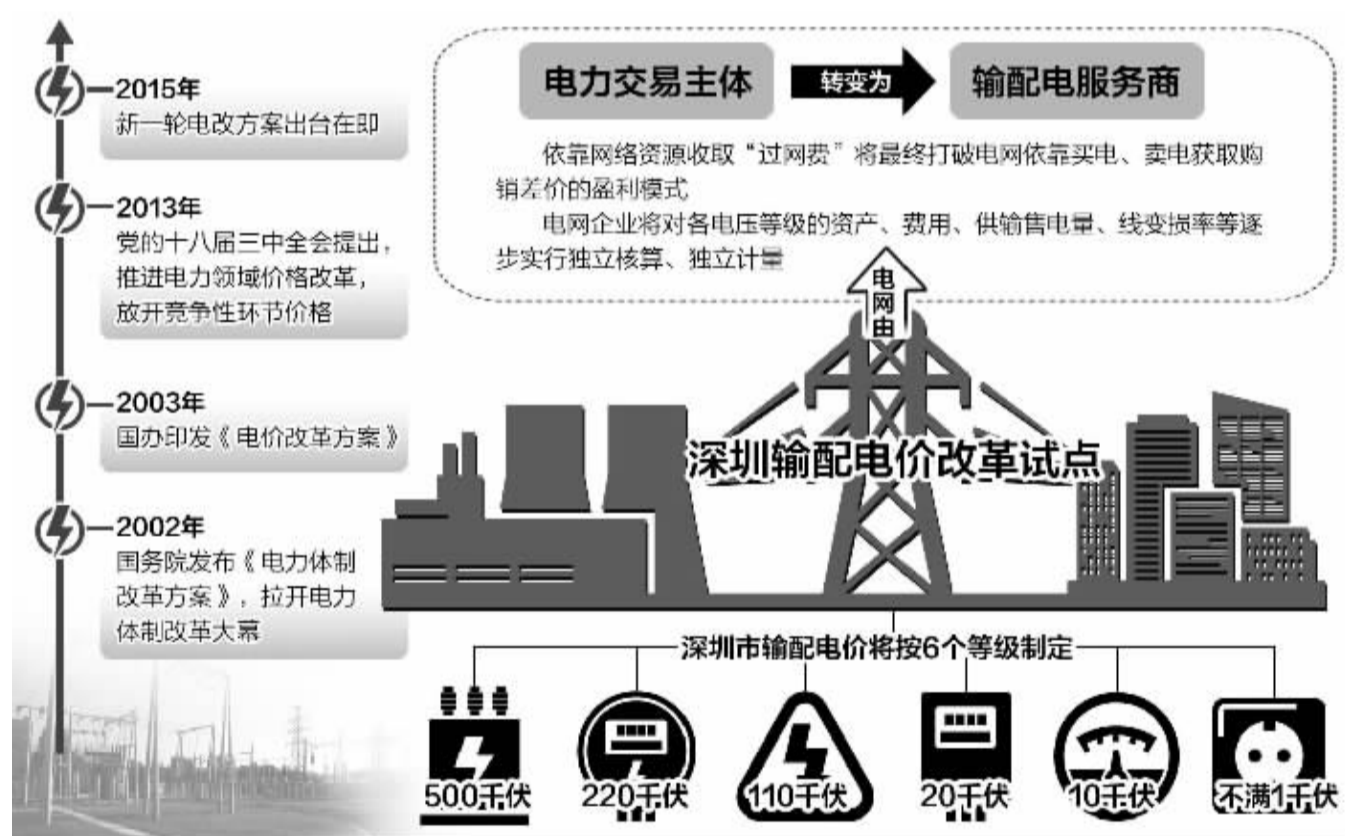 2015年
新一轮电改方案出台在即
2013年
党的十八届三中全会提出，
推进电力领域价格改革，
放开竞争性环节价格
2003年
国办印发《电价改革方案》
2002年
国务院发布《电力体制
改革方案》，拉开电力
体制改革大幕
电力交易主体
转变为
输配电服务商
依靠网络资源收取“过网费”将最终打破电网依靠买电、卖电获取购
销差价的盈利模式
电网企业将对各电压等级的资产、费用、供输售电量、线变损率等逐
步实行独立核算、独立计量
电网由
深圳输配电价改革试点
深圳市输配电价将按6个等级制定
500千伏
220千伏
110千伏
20千伏
10千伏
不满1千伏